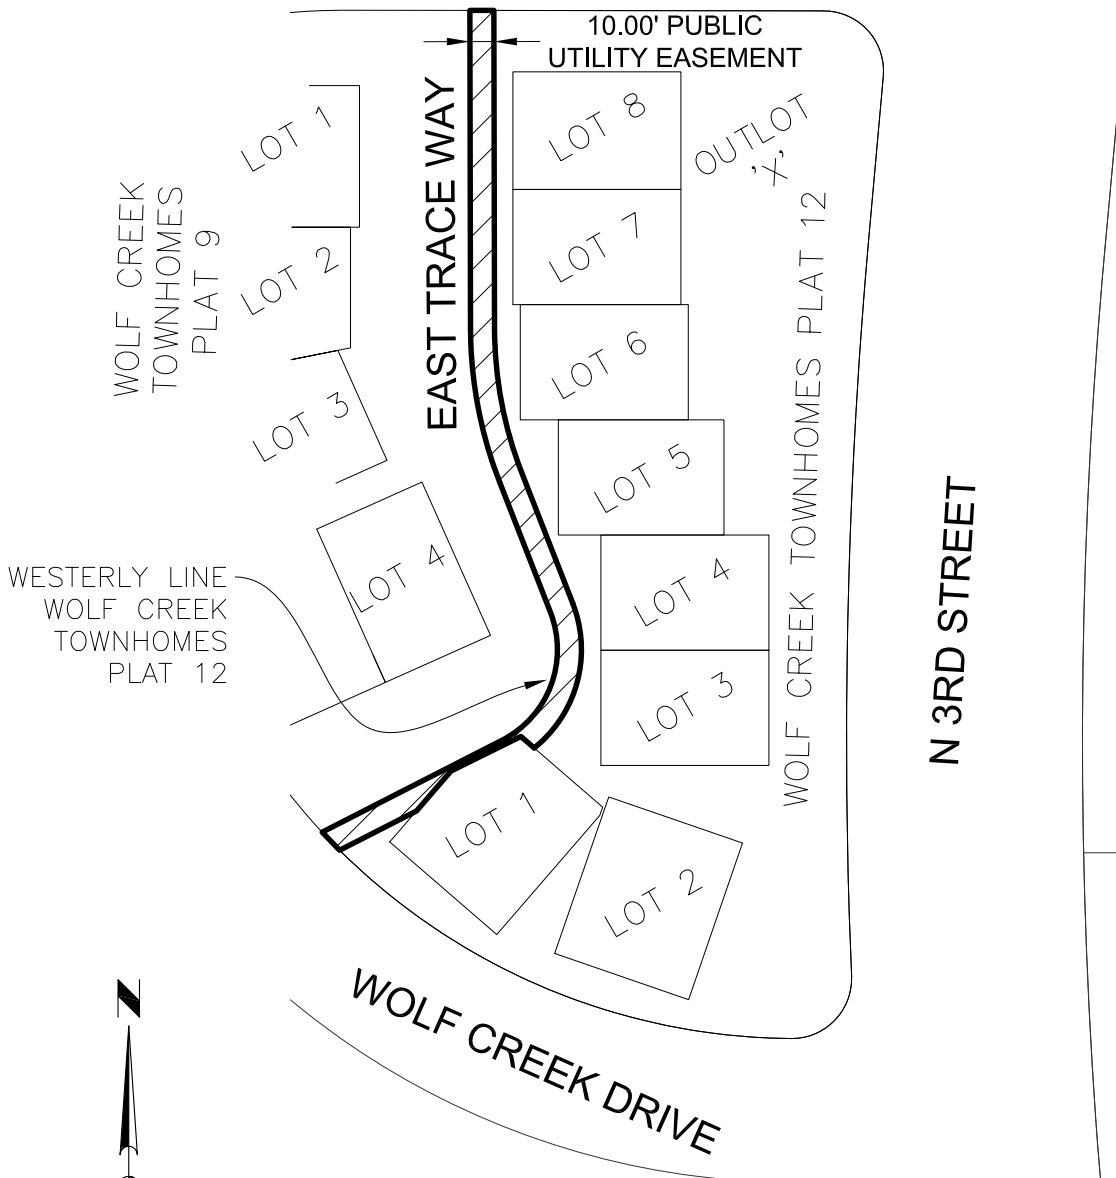 10.00' PUBLIC
UTILITY EASEMENT
EAST TRACE WAY
LOT 1
LOT 2
LOT 3
LOT 4
WOLF CREEK
TOWNHOMES
PLAT 9
LOT 8
LOT 7
LOT 6
LOT 5
LOT 4
LOT 3
LOT 1
LOT 2
OUTLOT
'X'
WOLF CREEK TOWNHOMES PLAT 12
N 3RD STREET
WESTERLY LINE
WOLF CREEK
TOWNHOMES
PLAT 12
WOLF CREEK DRIVE
N